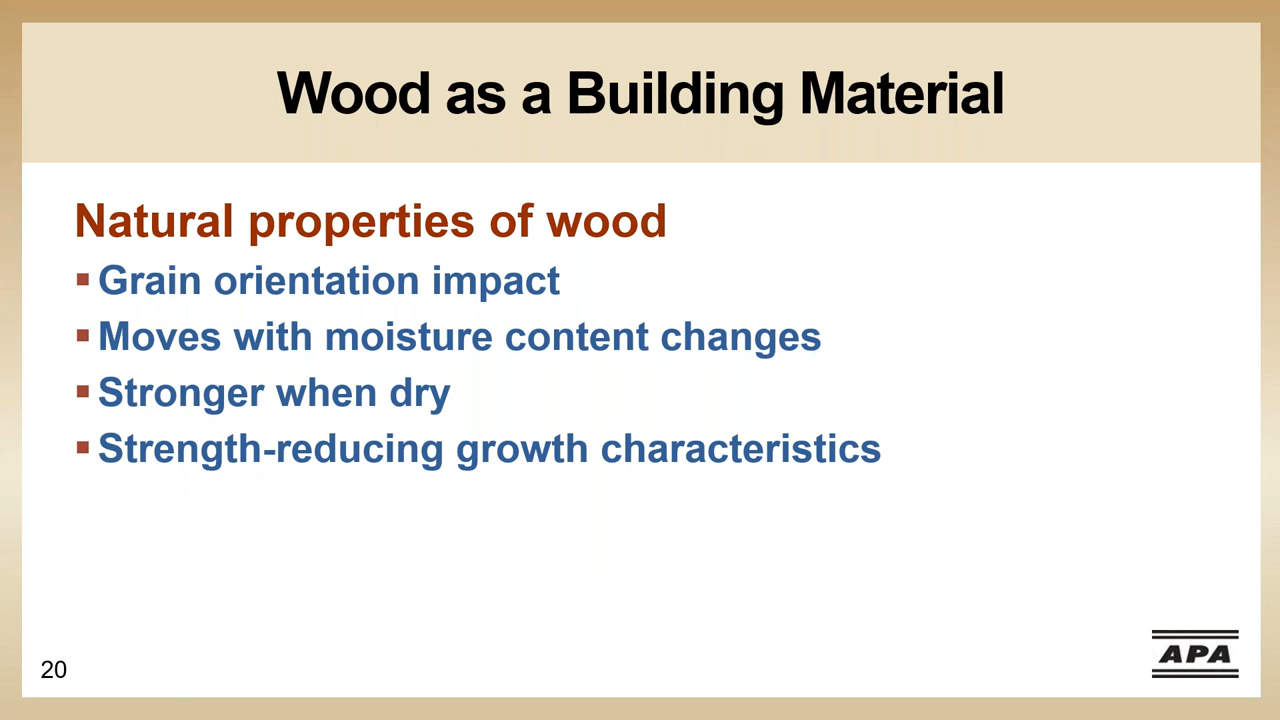 Wood as a Building Material
Natural properties of wood
▪ Grain orientation impact
▪ Moves with moisture content changes
▪ Stronger when dry
▪ Strength-reducing growth characteristics
20
APA